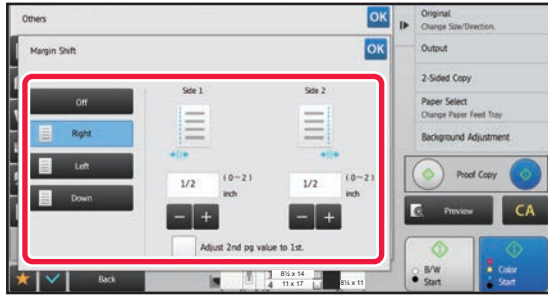 Others
OK
Original
Change Size/Direction.
Margin Shift
OK
Output
Off
Side 1
Side 2
2-Sided Copy
Right
Paper Select
Change Paper Feed Tray
Left
Background Adjustment
Down
1/2
(0~2)
inch
1/2
(0~2)
inch
Proof Copy
Preview
CA
Adjust 2nd pg value to 1st.
Back
3 8½ x 14
4 11 x 17
8½ x 11
B/W
Start
Color
Start